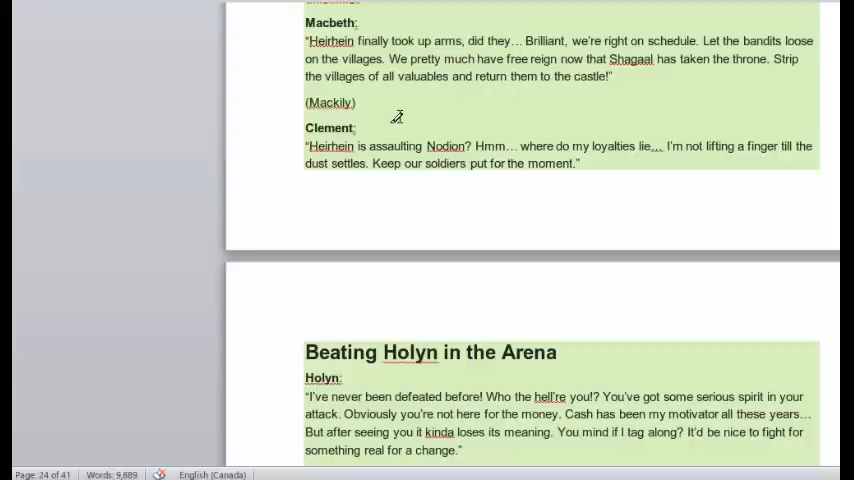 Macbeth:
“Heirhein finally took up arms, did they… Brilliant, we’re right on schedule. Let the bandits loose
on the villages. We pretty much have free reign now that Shagaal has taken the throne. Strip
the villages of all valuables and return them to the castle!”
(Mackily)
Clement:
“Heirhein is assaulting Nodion? Hmm… where do my loyalties lie… I’m not lifting a finger till the
dust settles. Keep our soldiers put for the moment.”
Beating Holyn in the Arena
Holyn:
“I’ve never been defeated before! Who the hell’re you!? You’ve got some serious spirit in your
attack. Obviously you’re not here for the money. Cash has been my motivator all these years…
But after seeing you it kinda loses its meaning. You mind if I tag along? It’d be nice to fight for
something real for a change.”
Page: 24 of 41 Words: 9,889 English (Canada)